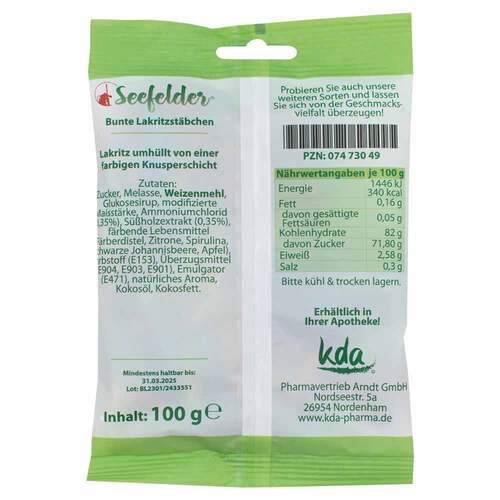 Seefelder
Bunte Lakritzstäbchen
Lakritz umhüllt von einer
farbigen Knusperschicht
Zutaten:
Zucker, Melasse, Weizenmehl,
Glukosesirup, modifizierte
Maisstärke, Ammoniumchlorid
,35%), Süßholzextrakt (0,35%),
färbende Lebensmittel
Färberdistel, Zitrone, Spirulina,
chwarze Johannisbeere, Apfel),
arbstoff (E153), Überzugsmittel
E904, E903, E901), Emulgator
(E471), natürliches Aroma,
Kokosöl, Kokosfett.
Mindestens haltbar bis:
31.03.2025
Lot: BL2301/2433551
Inhalt: 100 g e
Probieren Sie auch unsere
weiteren Sorten und lassen
Sie sich von der Geschmacks-
vielfalt überzeugen!
PZN: 074 730 49
Nährwertangaben je 100 g
Energie 1446 kJ
340 kcal
Fett 0,16 g
davon gesättigte
Fettsäuren 0,05 g
Kohlenhydrate 82 g
davon Zucker 71,80 g
Eiweiß 2,58 g
Salz 0,3 g
Bitte kühl & trocken lagern.
Erhältlich in
Ihrer Apotheke!
kda
Pharmavertrieb Arndt GmbH
Nordseestr. 5a
26954 Nordenham
www.kda-pharma.de